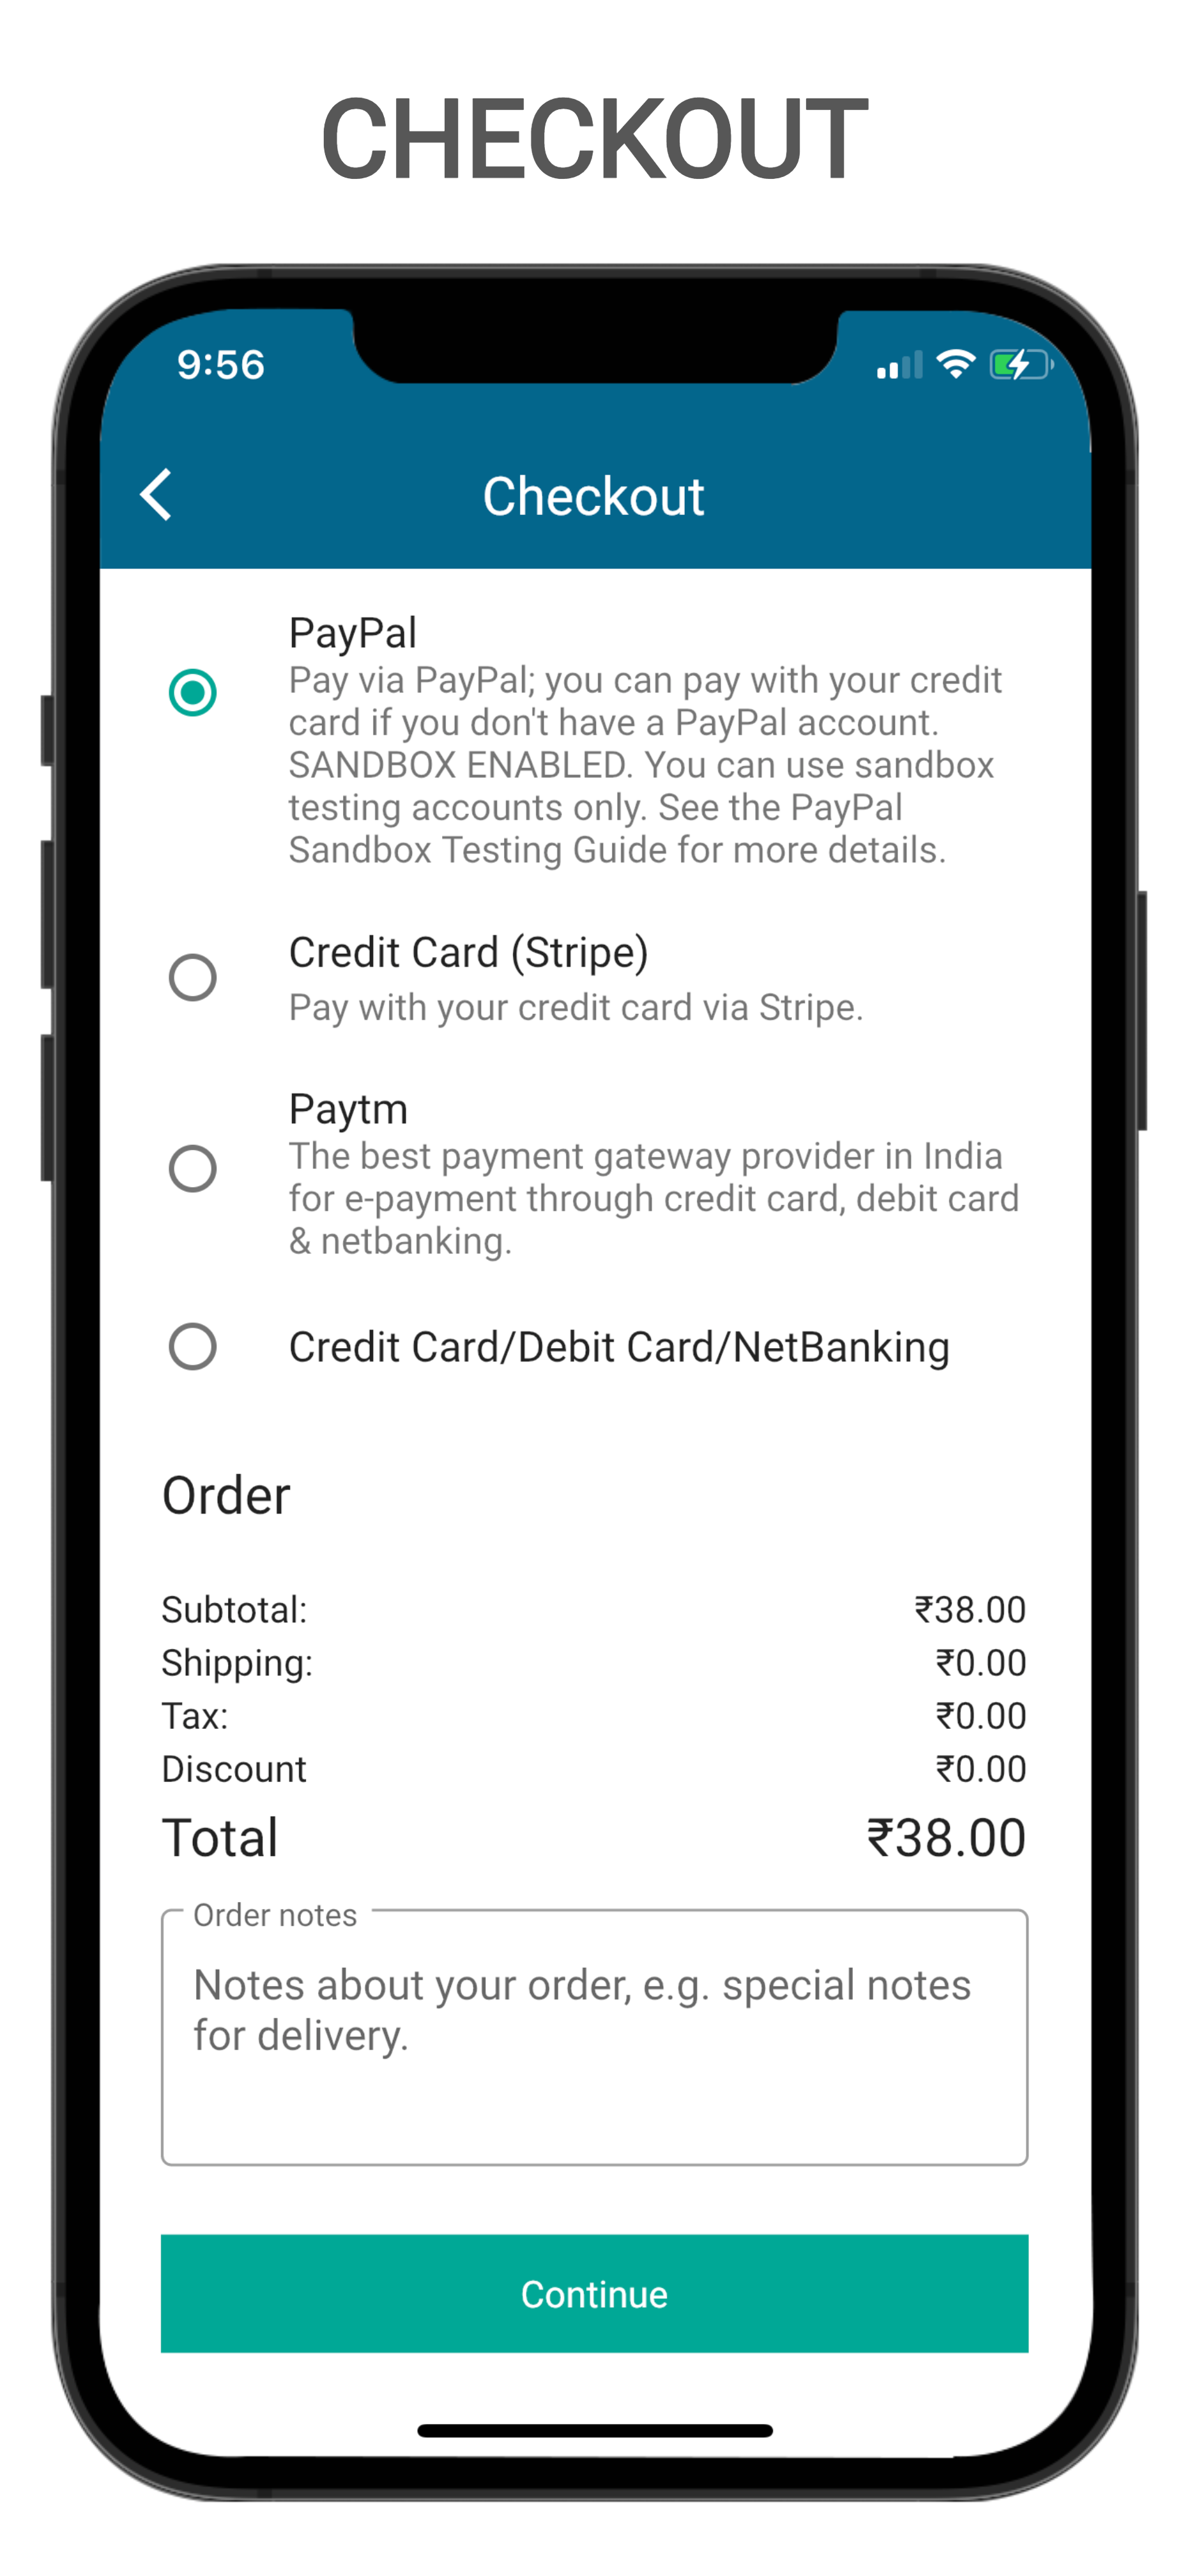 CHECKOUT
9:56
Checkout
PayPal
Pay via PayPal; you can pay with your credit
card if you don't have a PayPal account.
SANDBOX ENABLED. You can use sandbox
testing accounts only. See the PayPal
Sandbox Testing Guide for more details.
Credit Card (Stripe)
Pay with your credit card via Stripe.
Paytm
The best payment gateway provider in India
for e-payment through credit card, debit card
& netbanking.
Credit Card/Debit Card/NetBanking
Order
Subtotal: ₹38.00
Shipping: ₹0.00
Tax: ₹0.00
Discount ₹0.00
Total ₹38.00
Order notes
Notes about your order, e.g. special notes
for delivery.
Continue